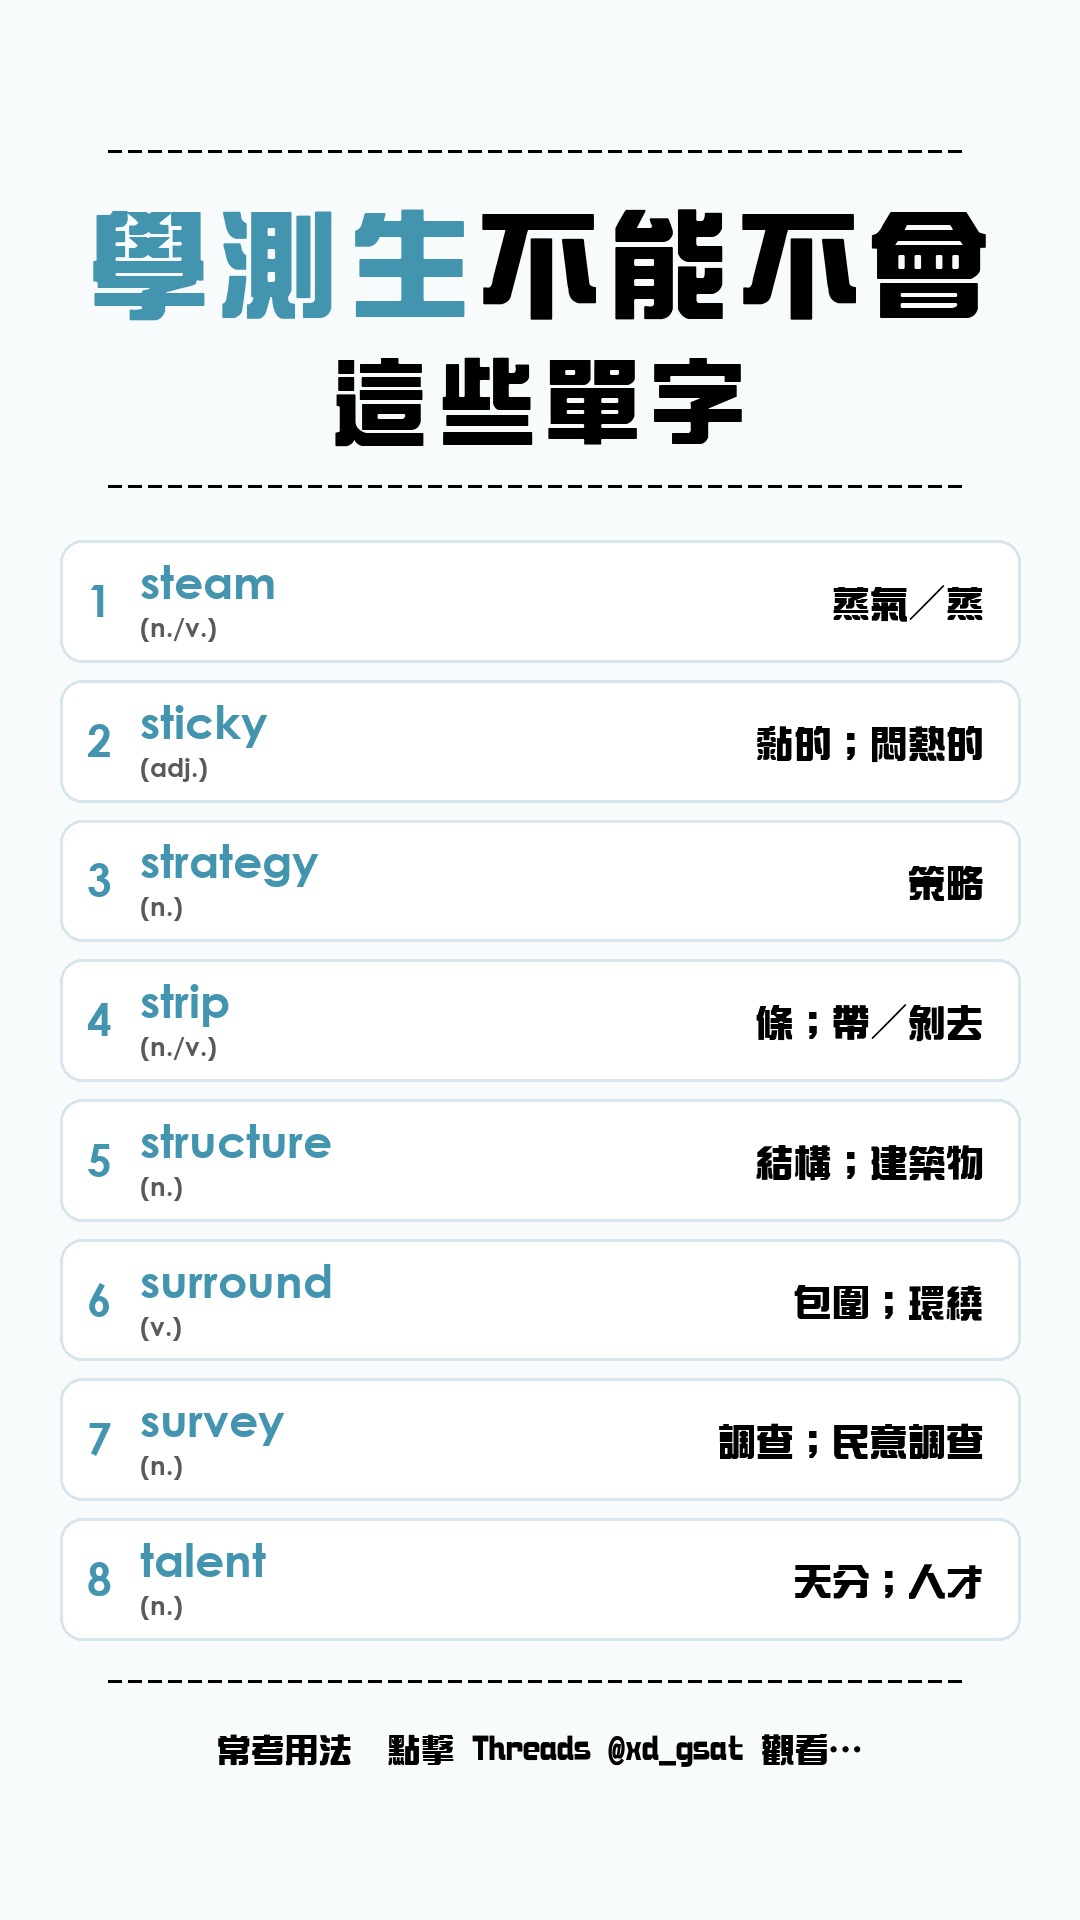 學測生不能不會
這些單字
1 steam (n./v.) 蒸氣／蒸
2 sticky (adj.) 黏的；悶熱的
3 strategy (n.) 策略
4 strip (n./v.) 條；帶／剝去
5 structure (n.) 結構；建築物
6 surround (v.) 包圍；環繞
7 survey (n.) 調查；民意調查
8 talent (n.) 天分；人才
常考用法　點擊 Threads @xd_gsat 觀看…